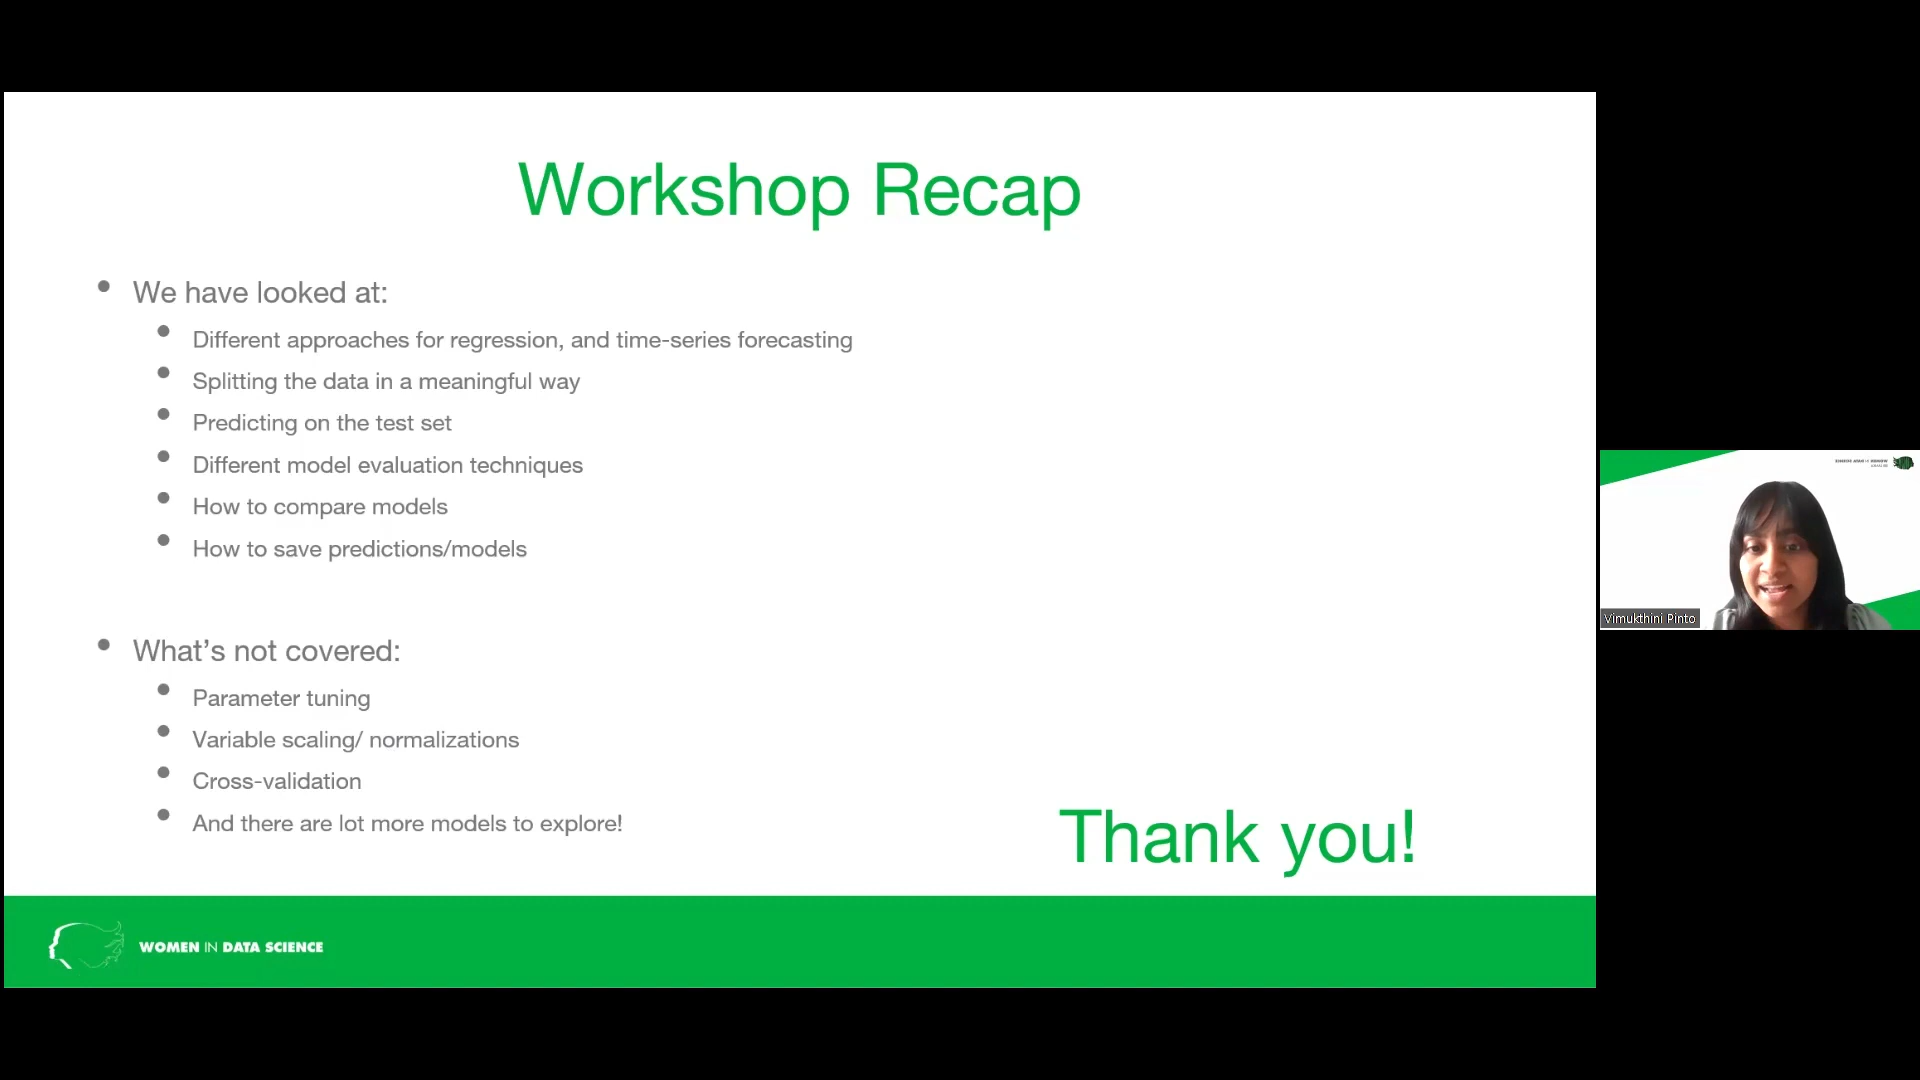 Workshop Recap
We have looked at:
Different approaches for regression, and time-series forecasting
Splitting the data in a meaningful way
Predicting on the test set
Different model evaluation techniques
How to compare models
How to save predictions/models
What's not covered:
Parameter tuning
Variable scaling/ normalizations
Cross-validation
And there are lot more models to explore!
Thank you!
WOMEN IN DATA SCIENCE
Vimukthini Pinto